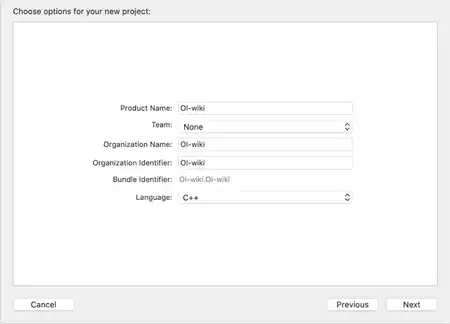 Choose options for your new project:
Product Name: OI-wiki
Team: None
Organization Name: OI-wiki
Organization Identifier: OI-wiki
Bundle Identifier: OI-wiki.OI-wiki
Language: C++
Cancel Previous Next